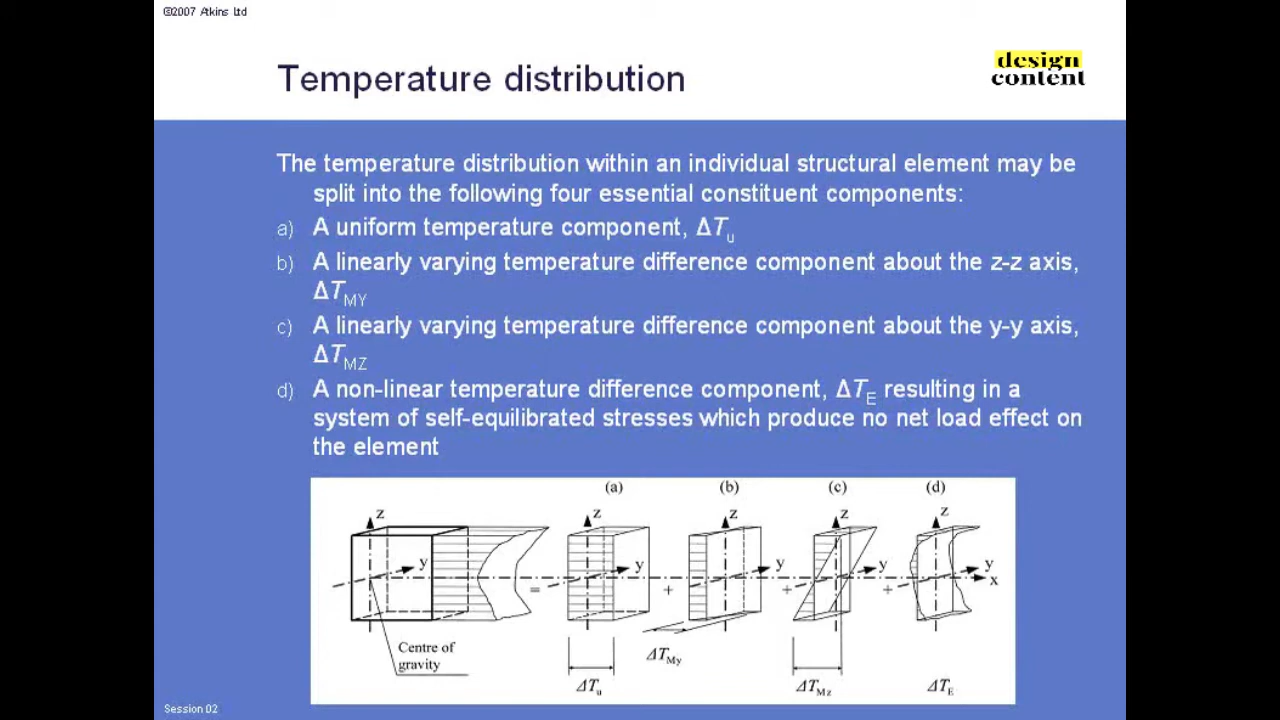 ©2007 Atkins Ltd
Temperature distribution
design
content
The temperature distribution within an individual structural element may be
split into the following four essential constituent components:
a) A uniform temperature component, ΔTu
b) A linearly varying temperature difference component about the z-z axis,
ΔTMY
c) A linearly varying temperature difference component about the y-y axis,
ΔTMZ
d) A non-linear temperature difference component, ΔTE resulting in a
system of self-equilibrated stresses which produce no net load effect on
the element
(a) (b) (c) (d)
z z z z z
y y y y y
x
= + + +
Centre of
gravity
ΔTu ΔTMy ΔTMz ΔTE
Session 02